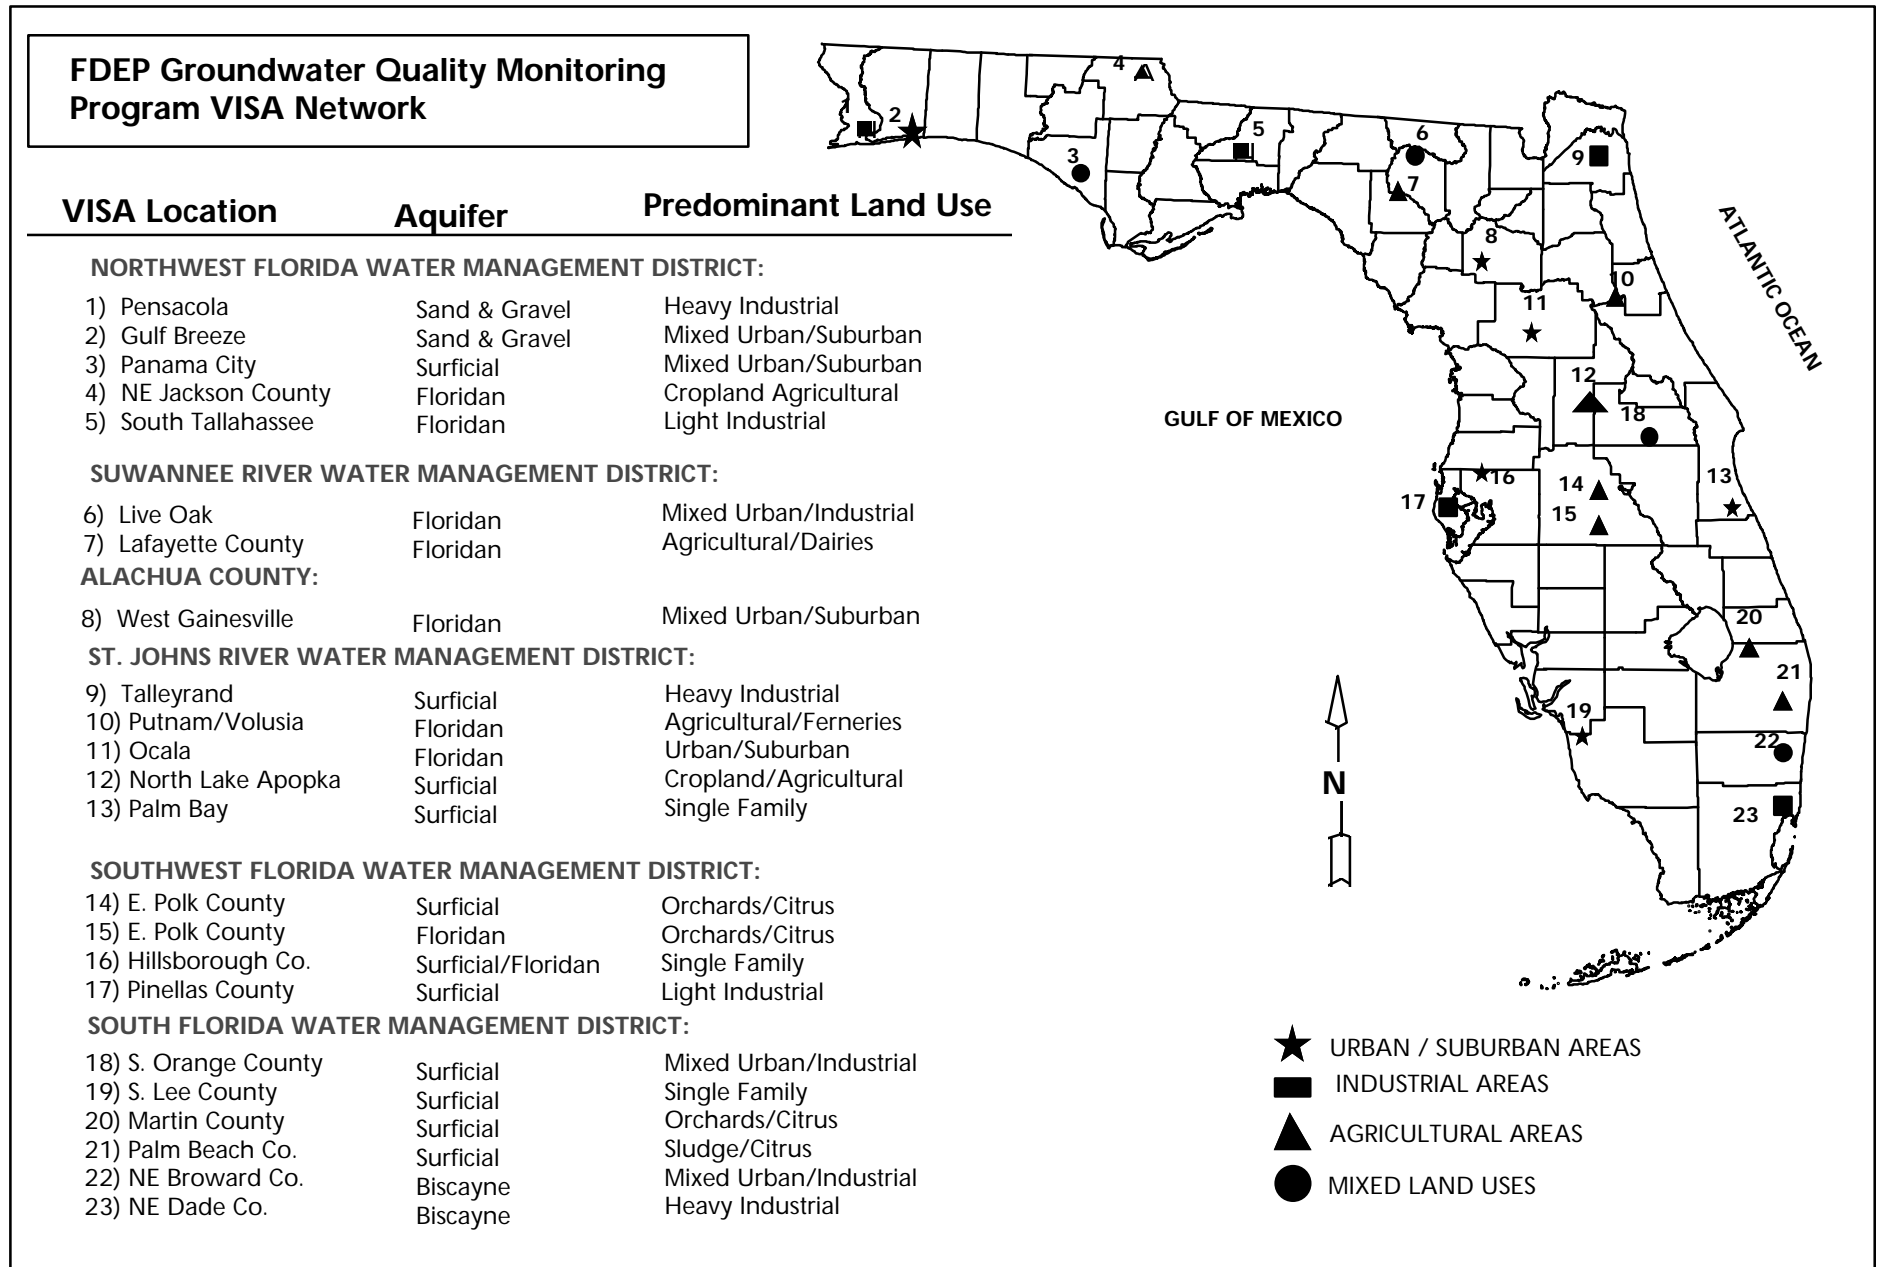 FDEP Groundwater Quality Monitoring
Program VISA Network
VISA Location Aquifer Predominant Land Use
NORTHWEST FLORIDA WATER MANAGEMENT DISTRICT:
1) Pensacola Sand & Gravel Heavy Industrial
2) Gulf Breeze Sand & Gravel Mixed Urban/Suburban
3) Panama City Surficial Mixed Urban/Suburban
4) NE Jackson County Floridan Cropland Agricultural
5) South Tallahassee Floridan Light Industrial
SUWANNEE RIVER WATER MANAGEMENT DISTRICT:
6) Live Oak Floridan Mixed Urban/Industrial
7) Lafayette County Floridan Agricultural/Dairies
ALACHUA COUNTY:
8) West Gainesville Floridan Mixed Urban/Suburban
ST. JOHNS RIVER WATER MANAGEMENT DISTRICT:
9) Talleyrand Surficial Heavy Industrial
10) Putnam/Volusia Floridan Agricultural/Ferneries
11) Ocala Floridan Urban/Suburban
12) North Lake Apopka Surficial Cropland/Agricultural
13) Palm Bay Surficial Single Family
SOUTHWEST FLORIDA WATER MANAGEMENT DISTRICT:
14) E. Polk County Surficial Orchards/Citrus
15) E. Polk County Floridan Orchards/Citrus
16) Hillsborough Co. Surficial/Floridan Single Family
17) Pinellas County Surficial Light Industrial
SOUTH FLORIDA WATER MANAGEMENT DISTRICT:
18) S. Orange County Surficial Mixed Urban/Industrial
19) S. Lee County Surficial Single Family
20) Martin County Surficial Orchards/Citrus
21) Palm Beach Co. Surficial Sludge/Citrus
22) NE Broward Co. Biscayne Mixed Urban/Industrial
23) NE Dade Co. Biscayne Heavy Industrial
4
2
5
6
3
9
7
8
10
11
ATLANTIC OCEAN
12
18
GULF OF MEXICO
16
13
14
17
15
20
21
19
22
N
23
URBAN / SUBURBAN AREAS
INDUSTRIAL AREAS
AGRICULTURAL AREAS
MIXED LAND USES